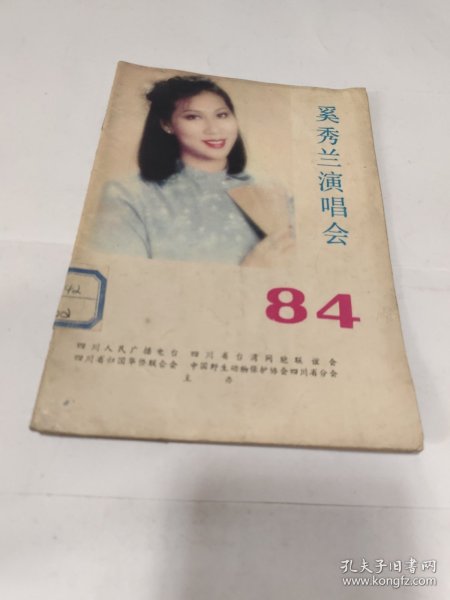 奚秀兰演唱会
84
42
02
四川人民广播电台 四川省台湾同胞联谊会
四川省归国华侨联合会 中国野生动物保护协会四川省分会
主办
孔夫子旧书网
www.kongfz.com